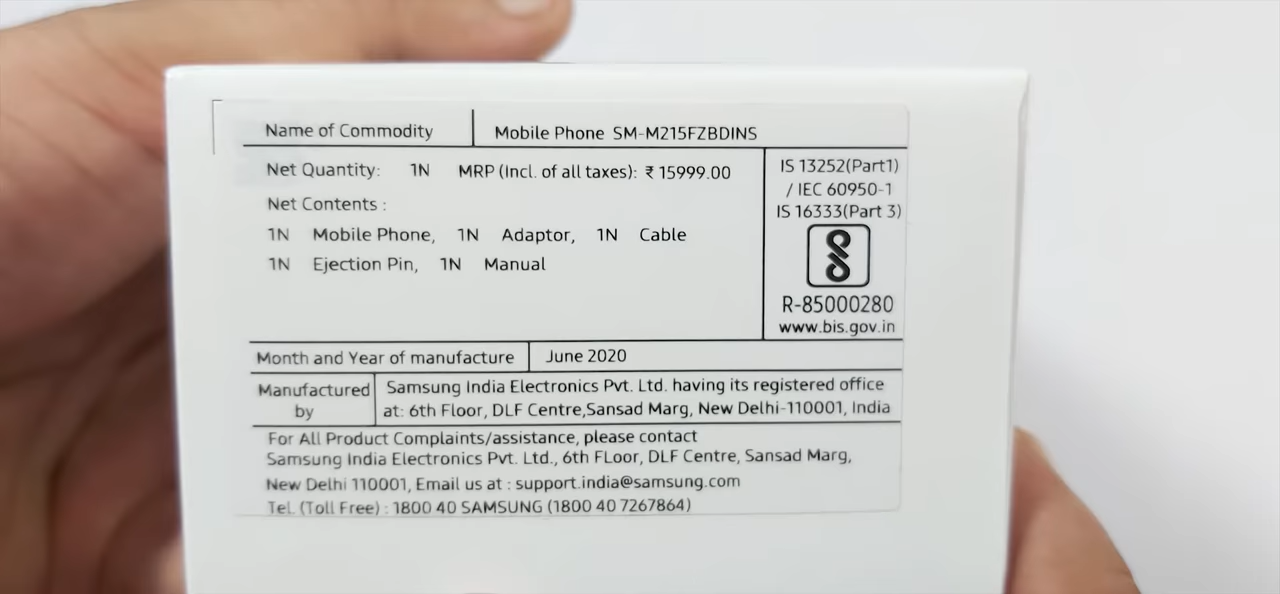 Name of Commodity Mobile Phone SM-M215FZBDINS
Net Quantity: 1N MRP (Incl. of all taxes): ₹ 15999.00
Net Contents :
1N Mobile Phone, 1N Adaptor, 1N Cable
1N Ejection Pin, 1N Manual
IS 13252(Part1)
/ IEC 60950-1
IS 16333(Part 3)
R-85000280
www.bis.gov.in
Month and Year of manufacture June 2020
Manufactured by
Samsung India Electronics Pvt. Ltd. having its registered office
at: 6th Floor, DLF Centre,Sansad Marg, New Delhi-110001, India
For All Product Complaints/assistance, please contact
Samsung India Electronics Pvt. Ltd., 6th FLoor, DLF Centre, Sansad Marg,
New Delhi 110001, Email us at : support.india@samsung.com
Tel. (Toll Free) : 1800 40 SAMSUNG (1800 40 7267864)